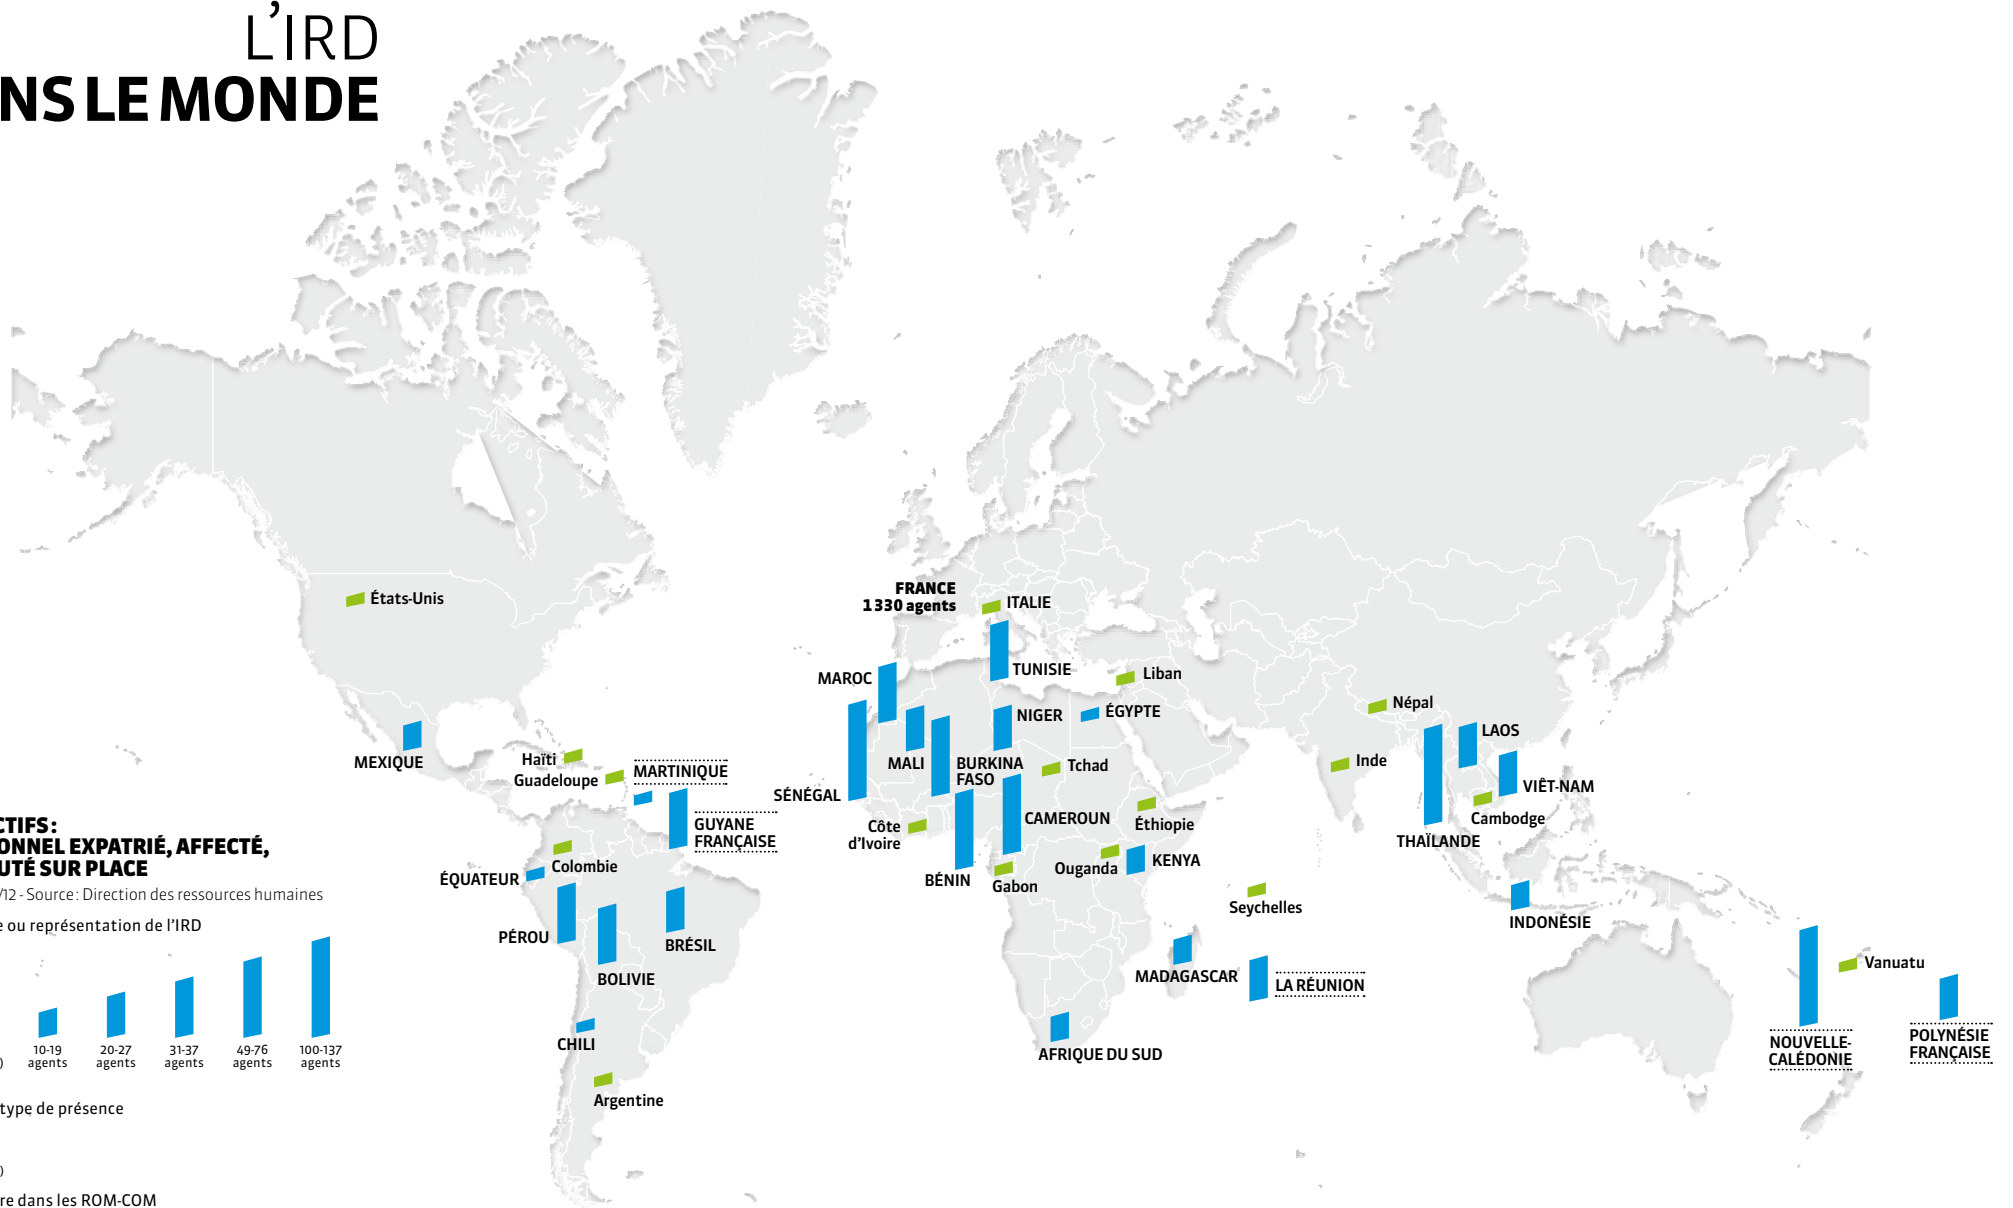 L'IRD
NS LE MONDE
États-Unis
FRANCE
1330 agents
ITALIE
TUNISIE
MAROC
Liban
Népal
NIGER
ÉGYPTE
LAOS
MEXIQUE
Haïti
Guadeloupe
MARTINIQUE
MALI
BURKINA
FASO
Tchad
Inde
VIÊT-NAM
SÉNÉGAL
GUYANE
FRANÇAISE
Côte
d'Ivoire
CAMEROUN
Éthiopie
Cambodge
THAÏLANDE
CTIFS :
ONNEL EXPATRIÉ, AFFECTÉ,
UTÉ SUR PLACE
/12 - Source : Direction des ressources humaines
e ou représentation de l'IRD
10-19
agents
20-27
agents
31-37
agents
49-76
agents
100-137
agents
)
type de présence
)
re dans les ROM-COM
Colombie
ÉQUATEUR
PÉROU
BOLIVIE
BRÉSIL
CHILI
Argentine
BÉNIN
Gabon
Ouganda
KENYA
Seychelles
INDONÉSIE
MADAGASCAR
LA RÉUNION
AFRIQUE DU SUD
Vanuatu
NOUVELLE-
CALÉDONIE
POLYNÉSIE
FRANÇAISE